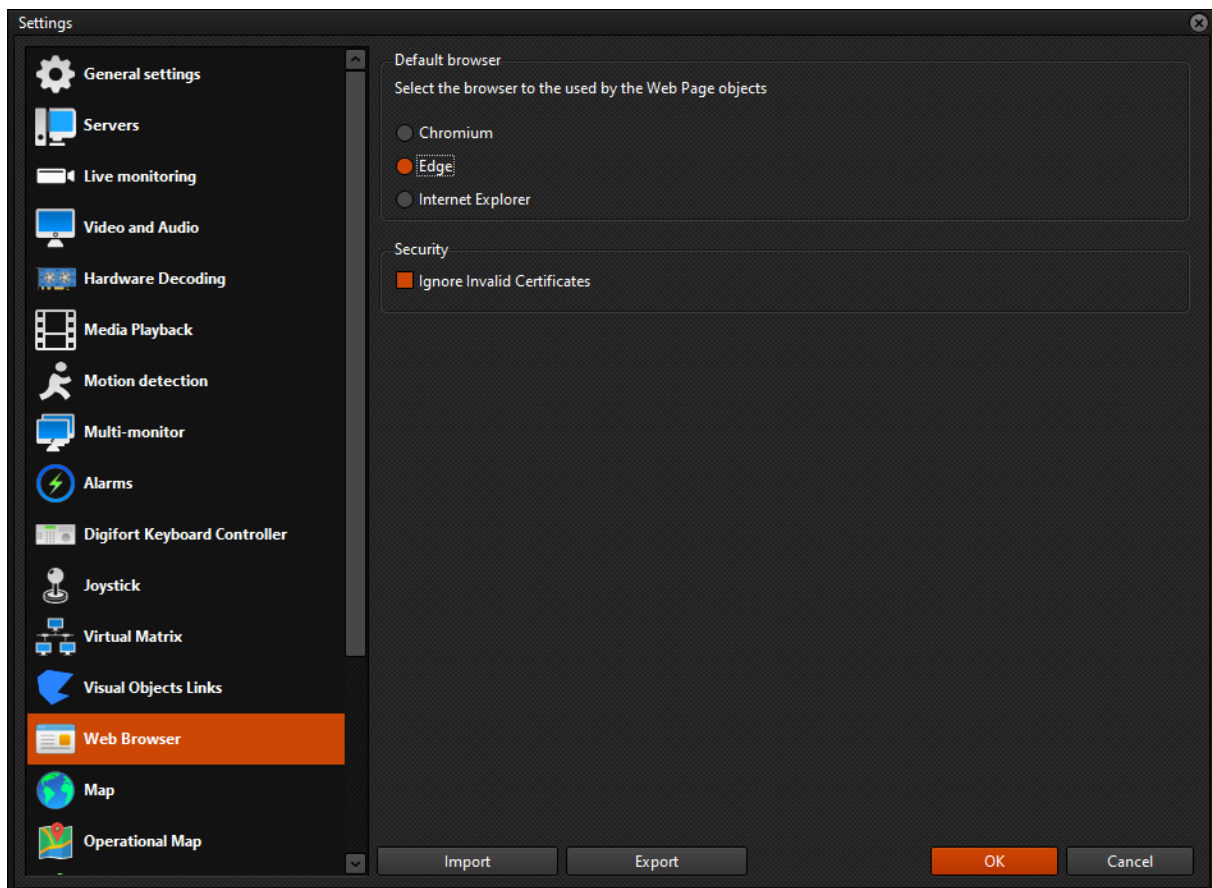 Settings
General settings
Servers
Live monitoring
Video and Audio
Hardware Decoding
Media Playback
Motion detection
Multi-monitor
Alarms
Digifort Keyboard Controller
Joystick
Virtual Matrix
Visual Objects Links
Web Browser
Map
Operational Map
Default browser
Select the browser to the used by the Web Page objects
Chromium
Edge
Internet Explorer
Security
Ignore Invalid Certificates
Import
Export
OK
Cancel